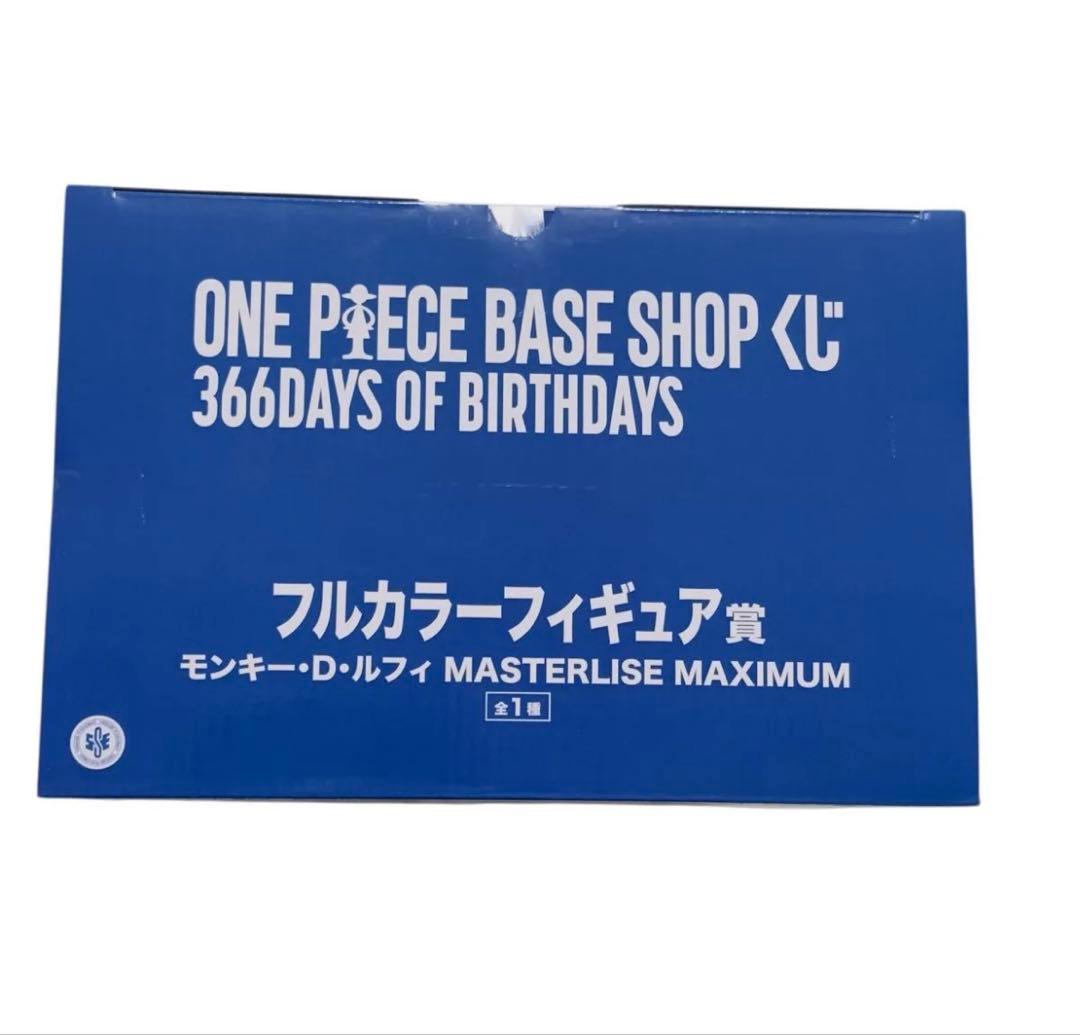 ONE PIECE BASE SHOP くじ
366DAYS OF BIRTHDAYS
フルカラーフィギュア賞
モンキー・D・ルフィ MASTERLISE MAXIMUM
全1種